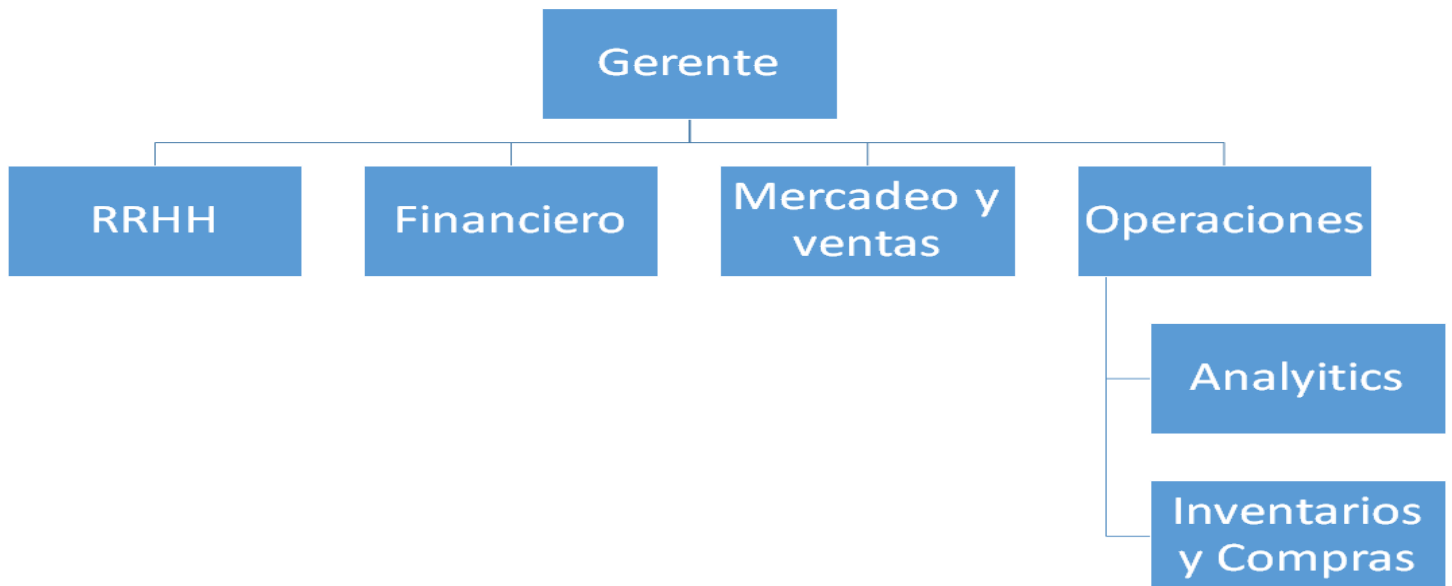 Gerente
RRHH
Financiero
Mercadeo y
ventas
Operaciones
Analyitics
Inventarios
y Compras